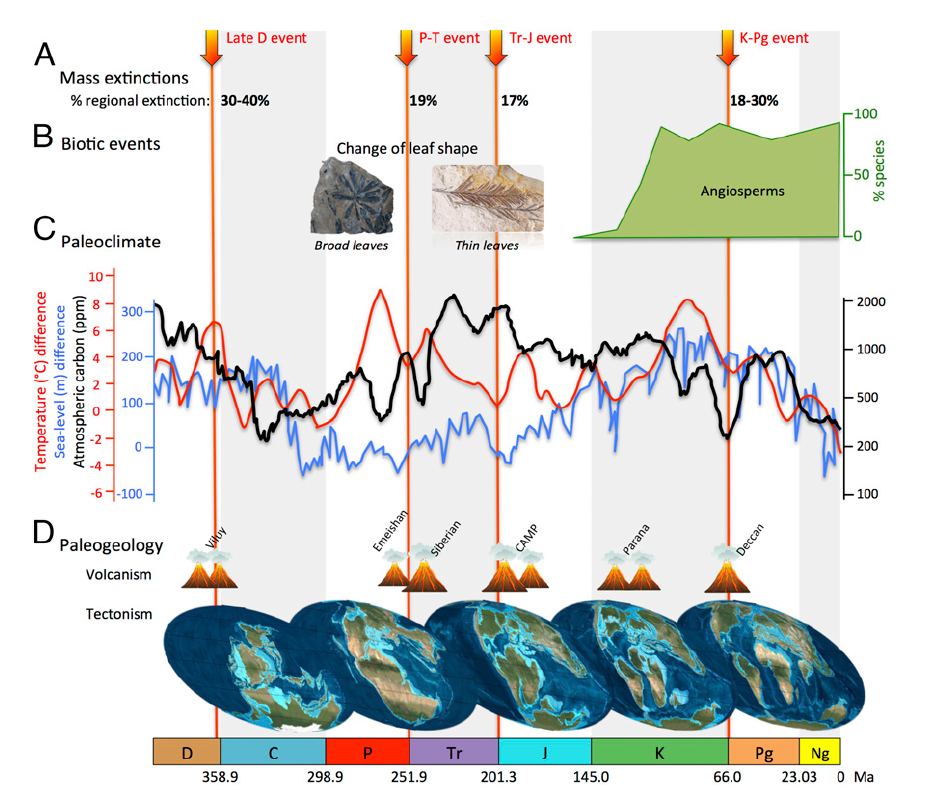 Late D event
P-T event
Tr-J event
K-Pg event
A
Mass extinctions
% regional extinction:
30-40%
19%
17%
18-30%
B
Biotic events
Change of leaf shape
Broad leaves
Thin leaves
Angiosperms
100
50
0
% species
C
Paleoclimate
Temperature (°C) difference
10
8
6
4
2
0
-2
-4
-6
Sea-level (m) difference
300
200
100
0
-100
Atmospheric carbon (ppm)
2000
1000
500
200
100
D
Paleogeology
Volcanism
Viluy
Emeishan
Siberian
CAMP
Parana
Deccan
Tectonism
D C P Tr J K Pg Ng
358.9 298.9 251.9 201.3 145.0 66.0 23.03 0 Ma